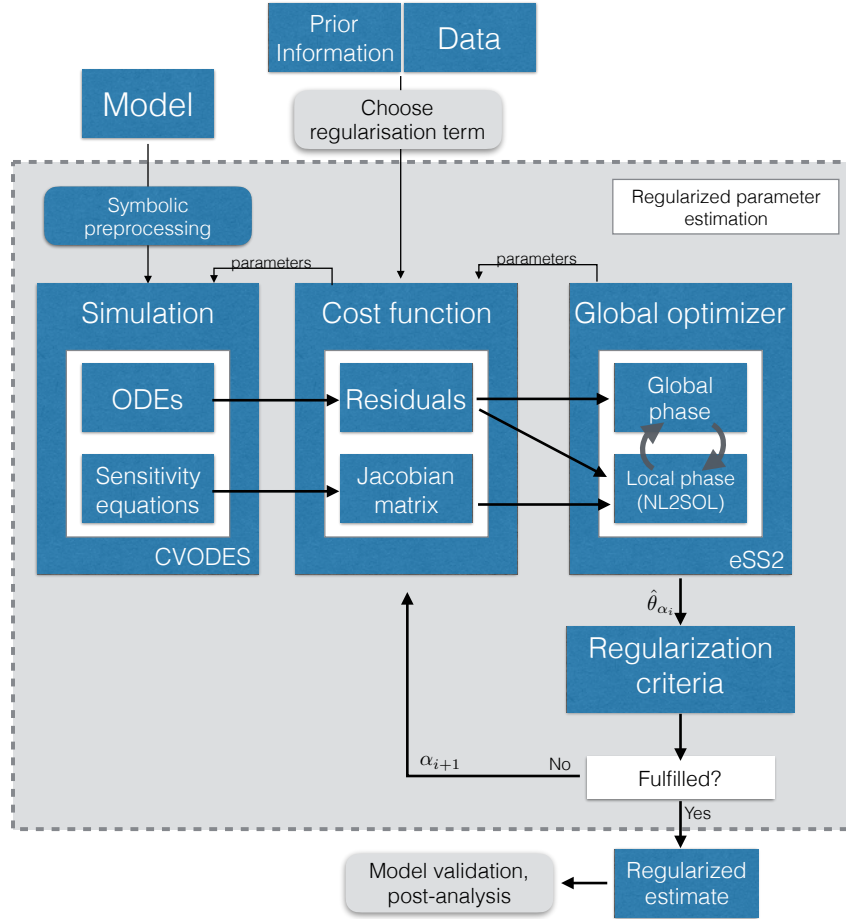 Prior
Information
Data
Model
Choose
regularisation term
Symbolic
preprocessing
Regularized parameter
estimation
parameters
parameters
Simulation
Cost function
Global optimizer
ODEs
Residuals
Global
phase
Sensitivity
equations
Jacobian
matrix
Local phase
(NL2SOL)
CVODES
eSS2
θ̂αᵢ
Regularization
criteria
αᵢ₊₁
No
Fulfilled?
Yes
Model validation,
post-analysis
Regularized
estimate